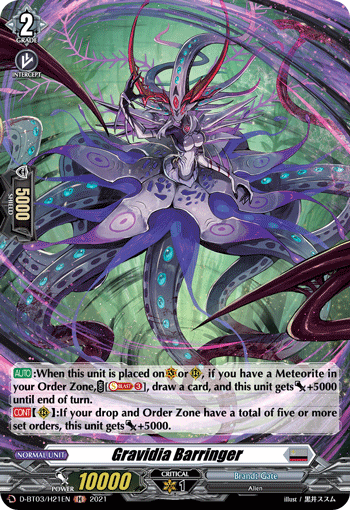 2
GRADE
INTERCEPT
5000
SHIELD
AUTO :When this unit is placed on or , if you have a Meteorite in
your Order Zone, [ BLAST 3], draw a card, and this unit gets +5000
until end of turn.
CONT [ ]:If your drop and Order Zone have a total of five or more
set orders, this unit gets +5000.
NORMAL UNIT
Gravidia Barringer
POWER 10000
CRITICAL
1
Brandt Gate
Alien
D-BT03/H21EN H 2021
illust / 黒井ススム